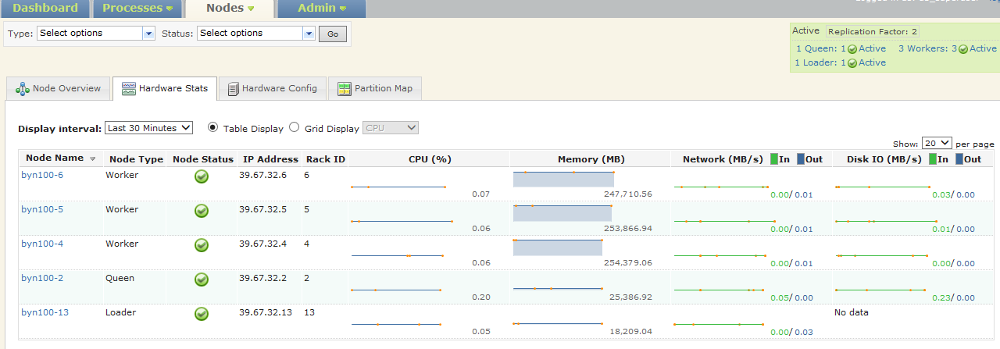 Dashboard Processes Nodes Admin
Type: Select options Status: Select options Go
Active Replication Factor: 2
1 Queen: 1 Active 3 Workers: 3 Active
1 Loader: 1 Active
Node Overview Hardware Stats Hardware Config Partition Map
Display interval: Last 30 Minutes Table Display Grid Display CPU
Show: 20 per page
Node Name Node Type Node Status IP Address Rack ID CPU (%) Memory (MB) Network (MB/s) In Out Disk IO (MB/s) In Out
byn100-6 Worker 39.67.32.6 6
0.07 247,710.56 0.00/ 0.01 0.03/ 0.00
byn100-5 Worker 39.67.32.5 5
0.06 253,866.94 0.00/ 0.01 0.01/ 0.00
byn100-4 Worker 39.67.32.4 4
0.06 254,379.06 0.00/ 0.01 0.00/ 0.00
byn100-2 Queen 39.67.32.2 2
0.20 25,386.92 0.05/ 0.00 0.23/ 0.00
byn100-13 Loader 39.67.32.13 13 No data
0.05 18,209.04 0.00/ 0.03